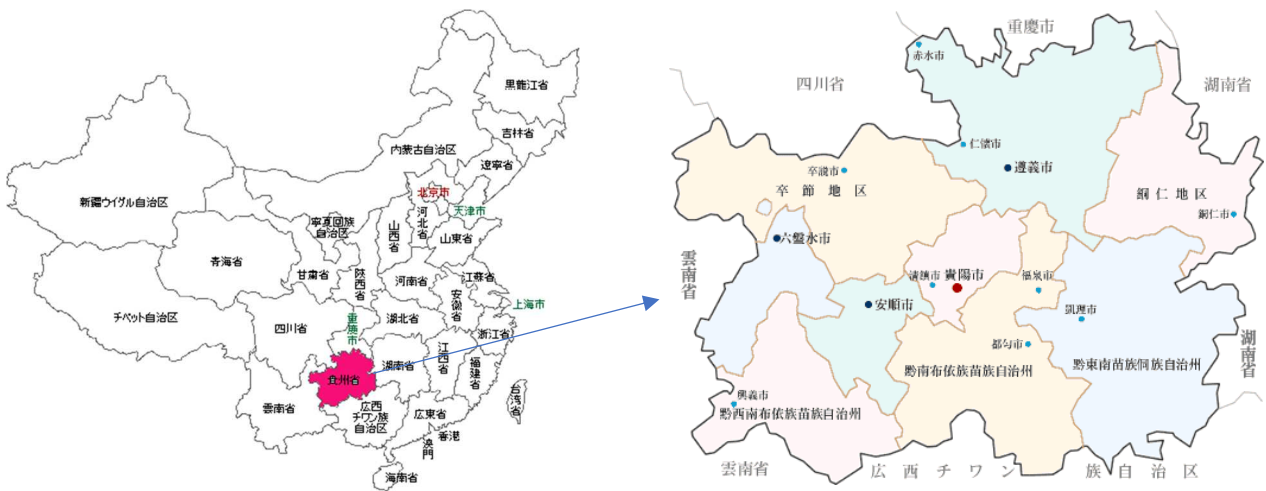 黒龍江省
吉林省
遼寧省
内蒙古自治区
北京市
天津市
新疆ウイグル自治区
寧夏回族
自治区
山西省
河北省
山東省
青海省
甘粛省
陝西省
河南省
江蘇省
安徽省
上海市
チベット自治区
四川省
重慶市
湖北省
浙江省
貴州省
湖南省
江西省
福建省
雲南省
広西
チワン族
自治区
広東省
台湾省
香港
澳門
海南省
重慶市
赤水市
四川省
湖南省
仁懐市
遵義市
卒説市
卒節地区
銅仁地区
銅仁市
六盤水市
雲南省
清鎮市
貴陽市
福泉市
安順市
凱理市
都匀市
湖南省
黔南布依族苗族自治州
黔東南苗族侗族自治州
興義市
黔西南布依族苗族自治州
雲南省
広西チワン族自治区